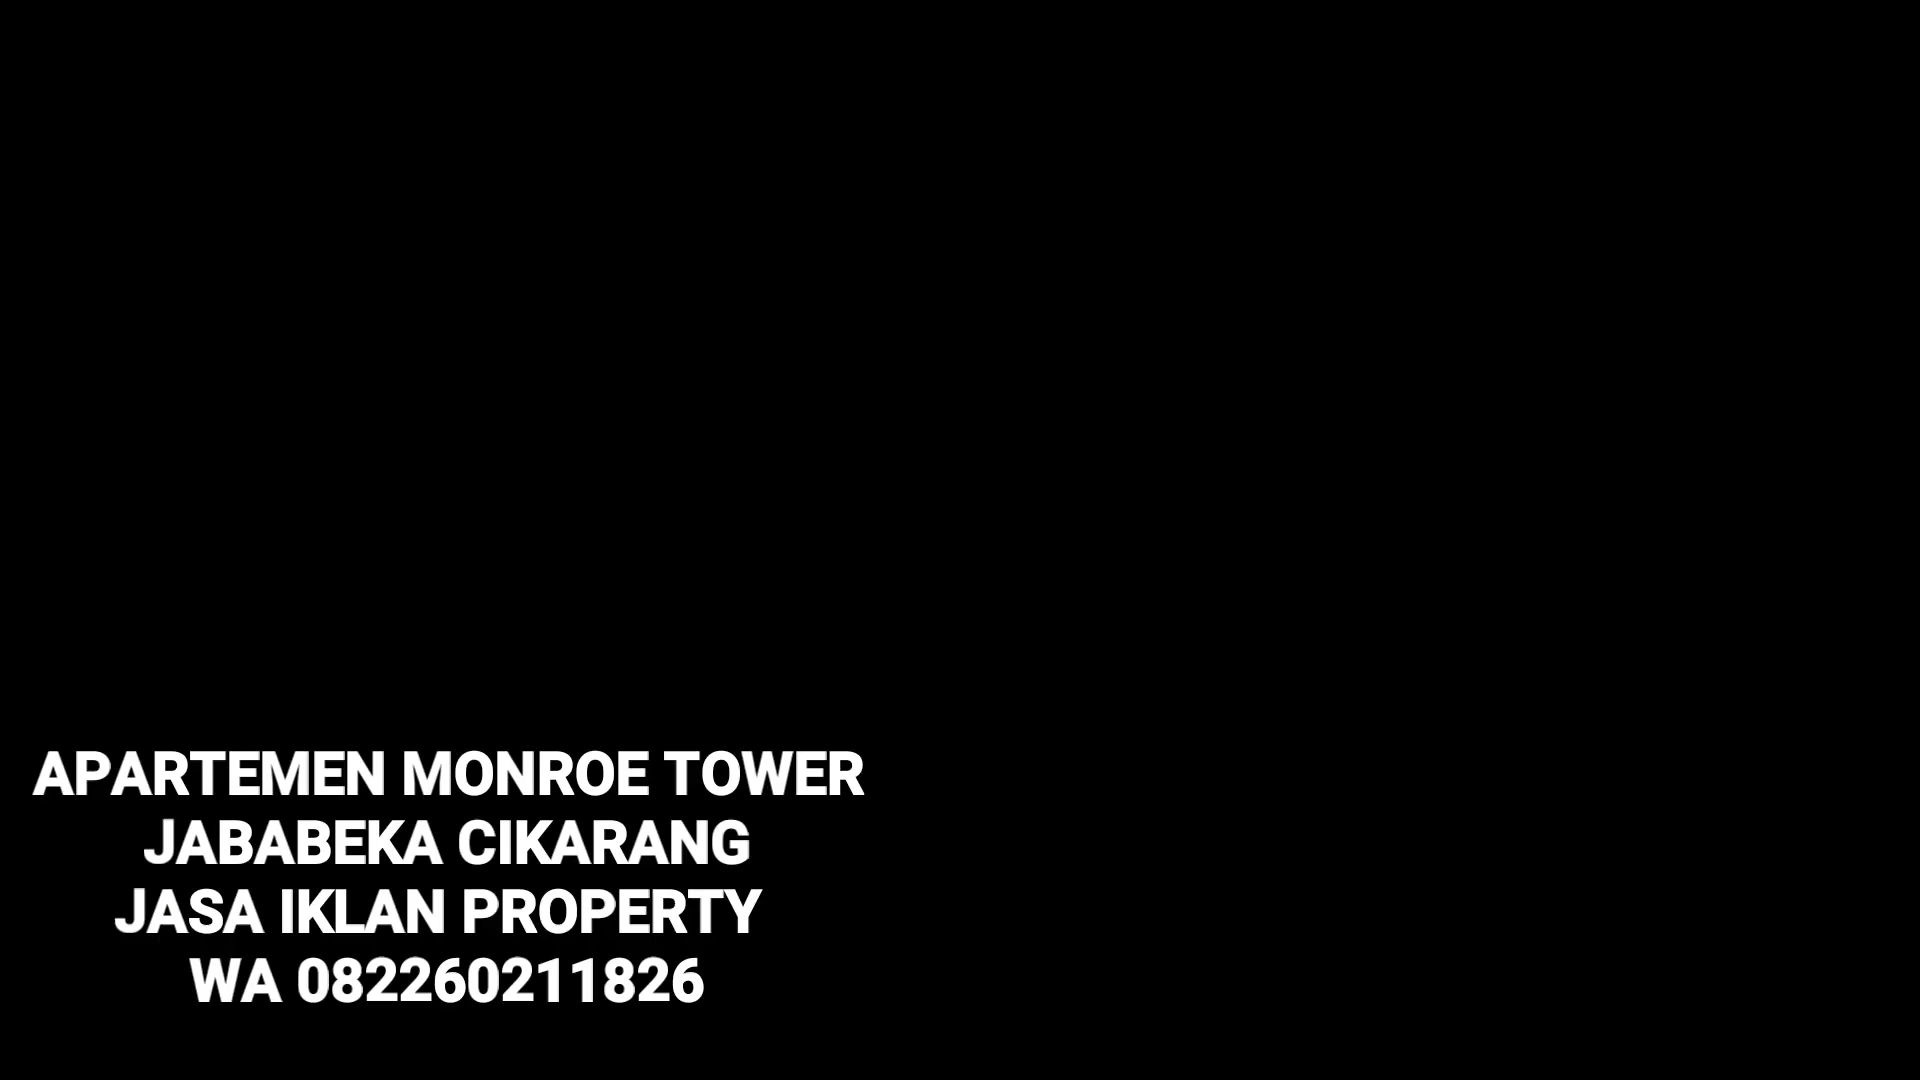 APARTEMEN MONROE TOWER
JABABEKA CIKARANG
JASA IKLAN PROPERTY
WA 082260211826